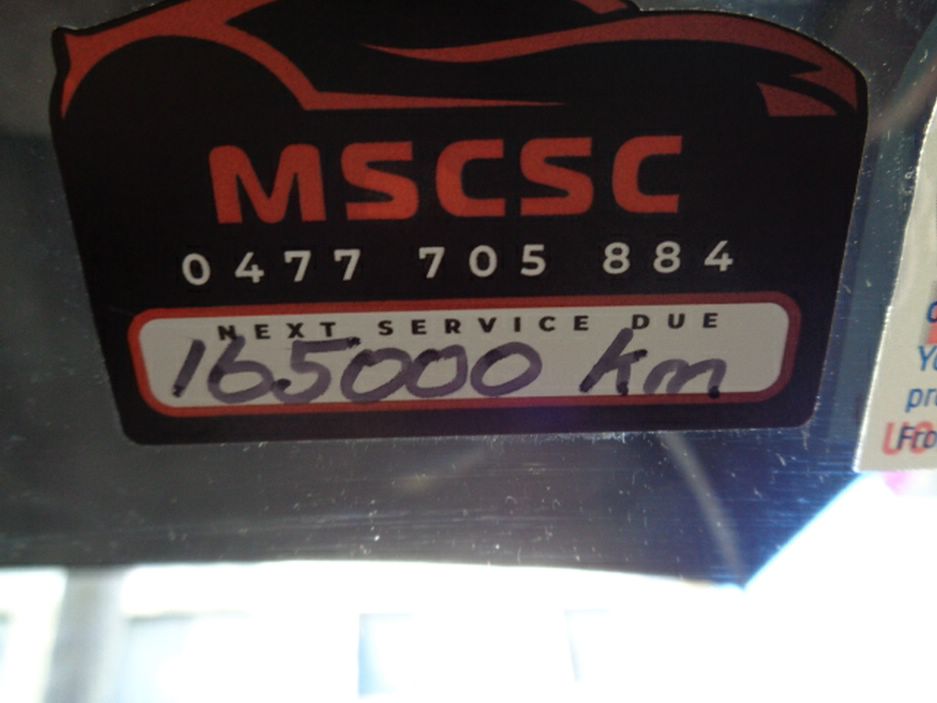 MSCSC
0477 705 884
NEXT SERVICE DUE
165000 km